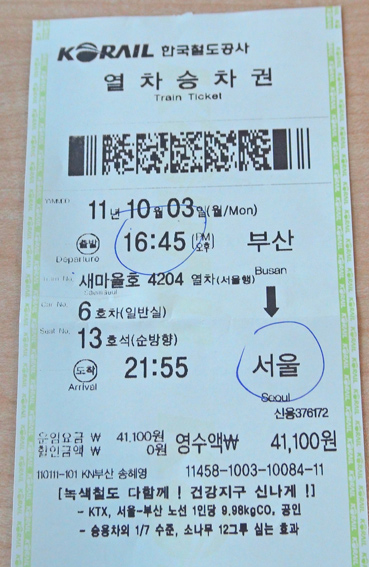 KORAIL 한국철도공사
열차승차권
Train Ticket
11년 10월 03일(월/Mon)
출발 16:45 PM 오후 부산
Departure Busan
새마을호 4204 열차(서울행)
Car No. 6 호차(일반실)
Seat No. 13 호석(순방향)
도착 21:55 서울
Arrival Seoul
신용376172
운임요금 ₩ 41,100원 영수액₩ 41,100원
할인금액 ₩ 0원
110111-101 KN부산 송혜영 11458-1003-10084-11
[녹색철도 다함께! 건강지구 신나게!]
- KTX, 서울-부산 노선 1인당 9.98kgCO₂ 공인
- 승용차의 1/7 수준, 소나무 12그루 심는 효과